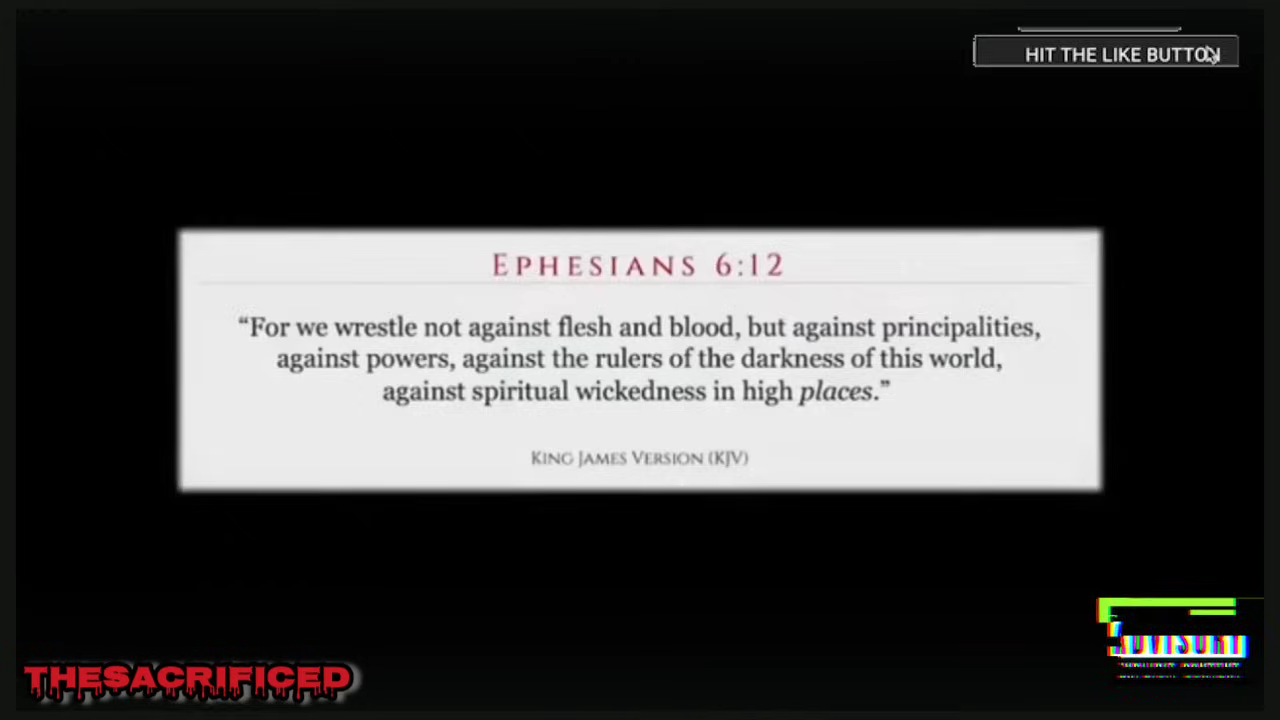 HIT THE LIKE BUTTON
EPHESIANS 6:12
“For we wrestle not against flesh and blood, but against principalities,
against powers, against the rulers of the darkness of this world,
against spiritual wickedness in high places.”
KING JAMES VERSION (KJV)
THESACRIFICED
ADVISORY